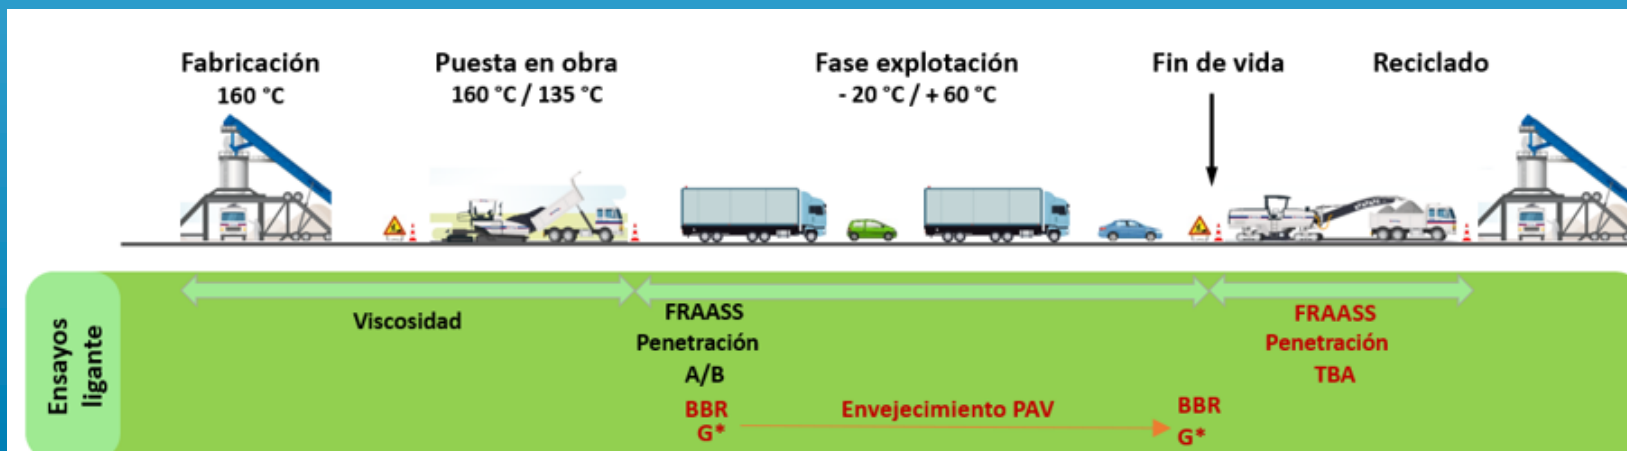 Fabricación
160 °C
Puesta en obra
160 °C / 135 °C
Fase explotación
- 20 °C / + 60 °C
Fin de vida
Reciclado
Ensayos
ligante
Viscosidad
FRAASS
Penetración
A/B
BBR
G*
Envejecimiento PAV
BBR
G*
FRAASS
Penetración
TBA